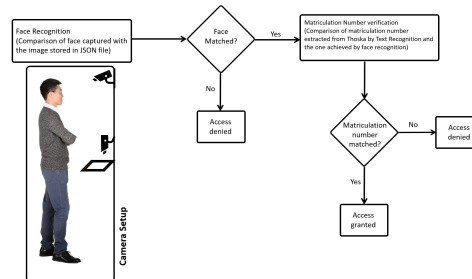 Face Recognition
(Comparison of face captured with
the image stored in JSON file)
Face
Matched?
Yes
Matriculation Number verification
(Comparison of matriculation number
extracted from Thoska by Text Recognition and
the one achieved by face recognition)
No
Access
denied
Matriculation
number
matched?
No
Access
denied
Yes
Access
granted
Camera Setup